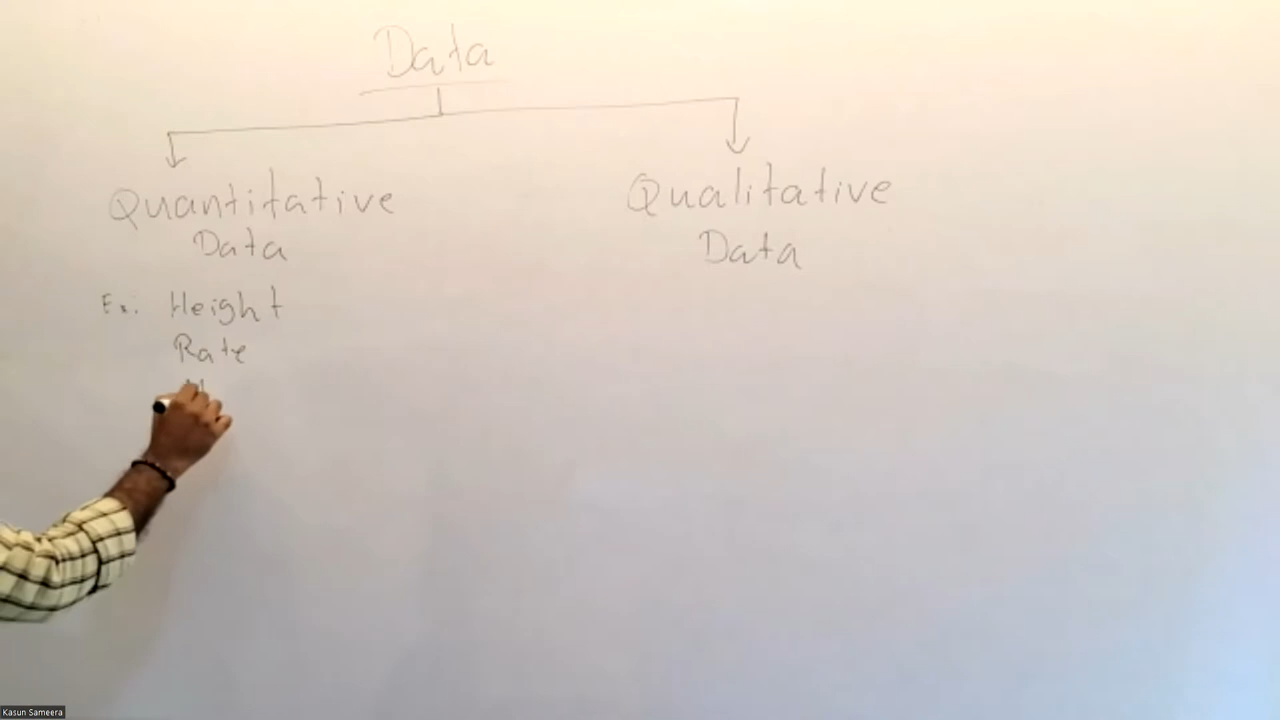 Data
Quantitative
Data
Qualitative
Data
Ex. Height
Rate
Kasun Sameera